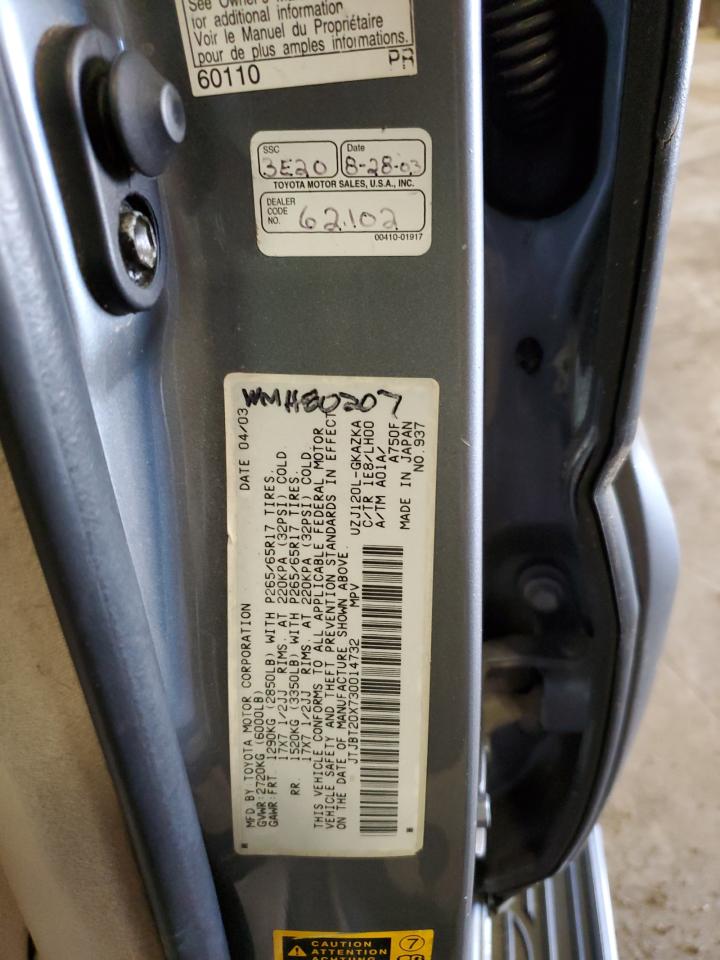 See Owner's
for additional information
Voir le Manuel du Propriétaire
pour de plus amples informations.
60110 PR
SSC
3E20
Date
8-28-03
TOYOTA MOTOR SALES, U.S.A., INC.
DEALER
CODE
NO.
62102
00410-01917
WMH80207
MFD BY TOYOTA MOTOR CORPORATION DATE 04/03
GVWR:2720KG (6000LB)
GAWR:FRT 1290KG (2850LB) WITH P265/65R17 TIRES.
17X7 1/2JJ RIMS. AT 220KPA (32PSI) COLD.
RR. 1520KG (3350LB) WITH P265/65R17 TIRES.
17X7 1/2JJ RIMS. AT 220KPA (32PSI) COLD.
THIS VEHICLE CONFORMS TO ALL APPLICABLE FEDERAL MOTOR
VEHICLE SAFETY AND THEFT PREVENTION STANDARDS IN EFFECT
ON THE DATE OF MANUFACTURE SHOWN ABOVE.
JTJBT20X730014732 MPV
UZJ120L-GKAZKA
C/TR 1E8/LH00
A/TM A01A/
A750F
MADE IN JAPAN
NO.937
CAUTION
ATTENTION
ACHTUNG
7